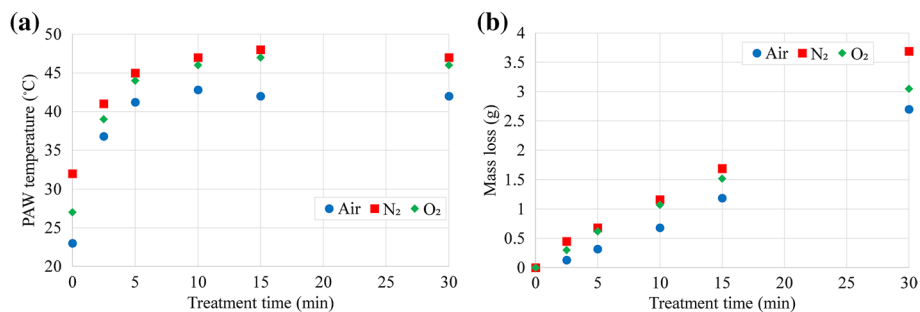 (a)
50
45
40
35
30
25
20
PAW temperature (°C)
Air N₂ O₂
0 5 10 15 20 25 30
Treatment time (min)
(b)
4
3.5
3
2.5
2
1.5
1
0.5
0
Mass loss (g)
Air N₂ O₂
0 5 10 15 20 25 30
Treatment time (min)